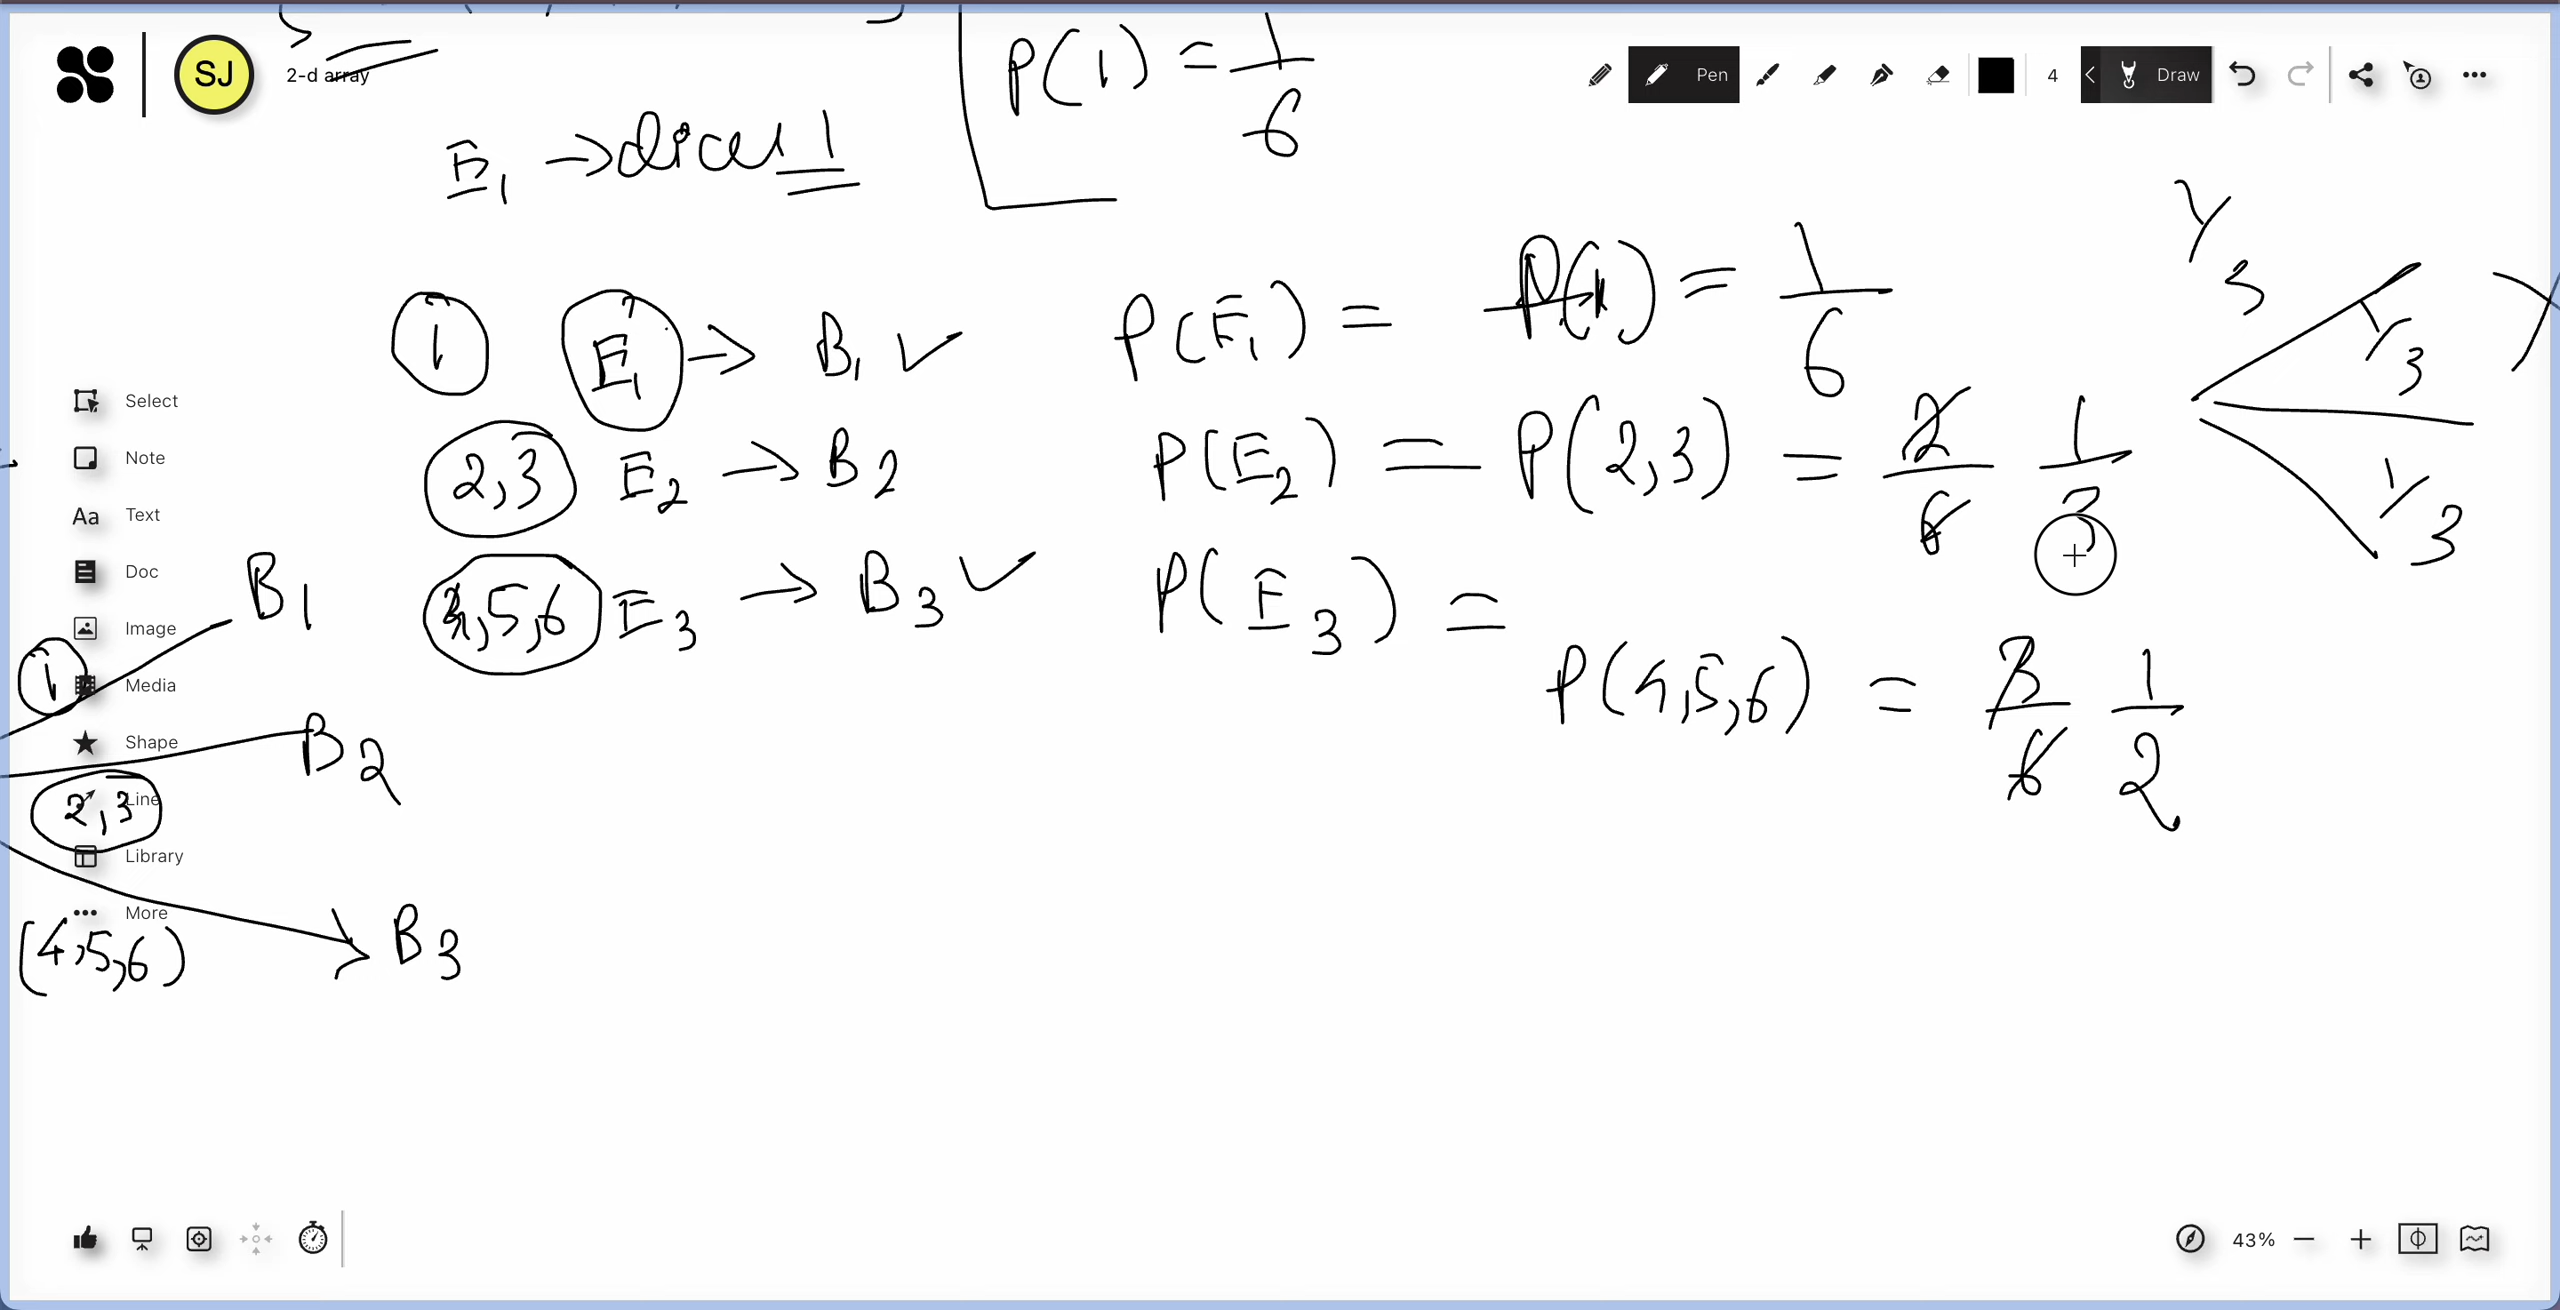 P(1) = 1/6
SJ
2-d array
Pen
4
Draw
E₁ → dice 1
1 E₁ → B₁ ✓ P(E₁) = P(1) = 1/6
1/3
1/3
1/3
2,3 E₂ → B₂ P(E₂) = P(2,3) = 2/6 1/3
4,5,6 E₃ → B₃ ✓ P(E₃) =
P(4,5,6) = 3/6 1/2
Select
Note
Text
Doc
Image
Media
Shape
Line
Library
More
B₁
1
B₂
2,3
B₃
(4,5,6)
43%